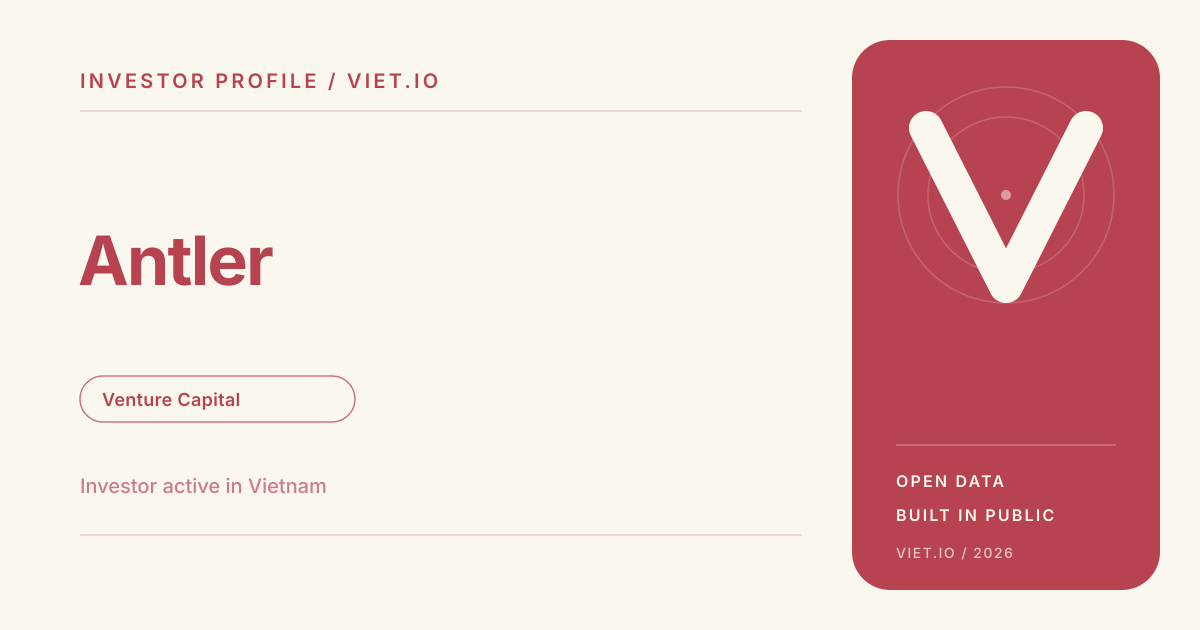 INVESTOR PROFILE / VIET.IO
Antler
Venture Capital
Investor active in Vietnam
V
OPEN DATA
BUILT IN PUBLIC
VIET.IO / 2026